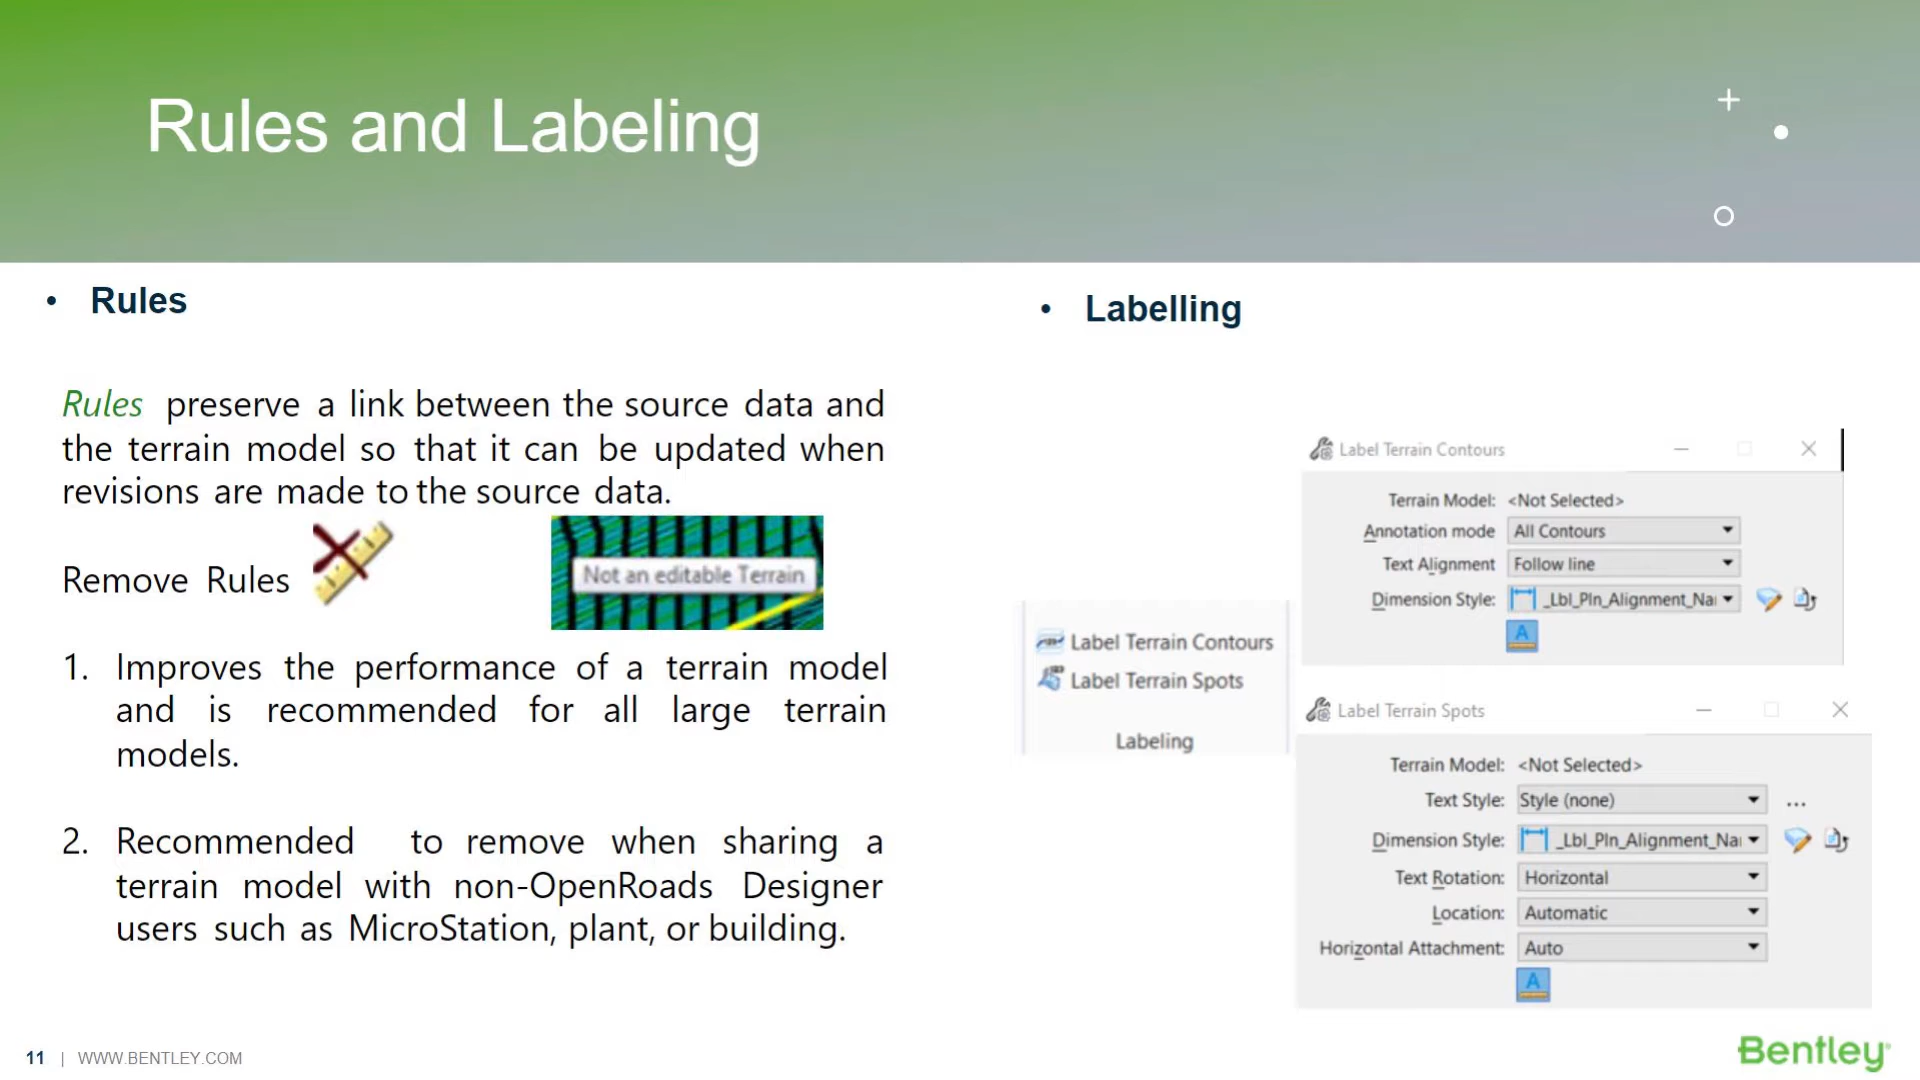 Rules and Labeling
• Rules
Rules preserve a link between the source data and
the terrain model so that it can be updated when
revisions are made to the source data.
Remove Rules
Not an editable Terrain
1. Improves the performance of a terrain model
and is recommended for all large terrain
models.
2. Recommended to remove when sharing a
terrain model with non-OpenRoads Designer
users such as MicroStation, plant, or building.
• Labelling
Label Terrain Contours
Label Terrain Spots
Labeling
Label Terrain Contours
Terrain Model: <Not Selected>
Annotation mode All Contours
Text Alignment Follow line
Dimension Style: _Lbl_Pln_Alignment_Na
A
Label Terrain Spots
Terrain Model: <Not Selected>
Text Style: Style (none) ...
Dimension Style: _Lbl_Pln_Alignment_Na
Text Rotation: Horizontal
Location: Automatic
Horizontal Attachment: Auto
A
11 | WWW.BENTLEY.COM
Bentley